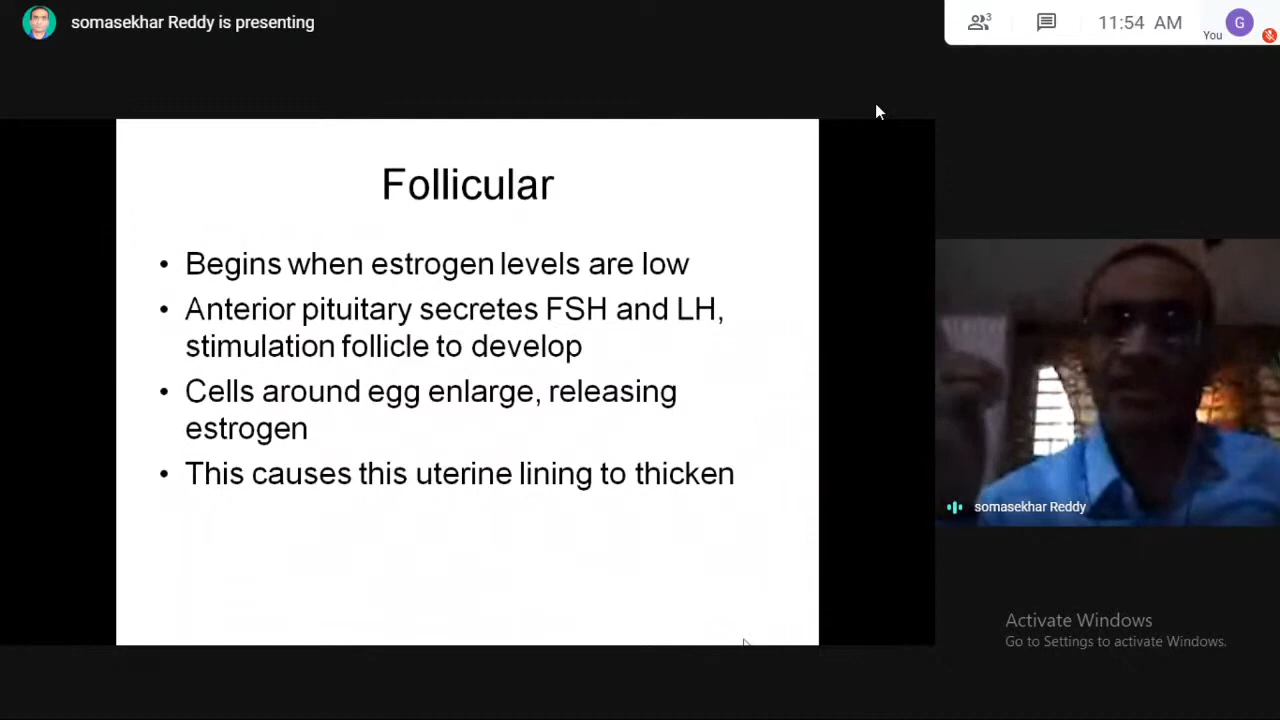 somasekhar Reddy is presenting
3
11:54 AM
You
G
Follicular
• Begins when estrogen levels are low
• Anterior pituitary secretes FSH and LH,
stimulation follicle to develop
• Cells around egg enlarge, releasing
estrogen
• This causes this uterine lining to thicken
somasekhar Reddy
Activate Windows
Go to Settings to activate Windows.